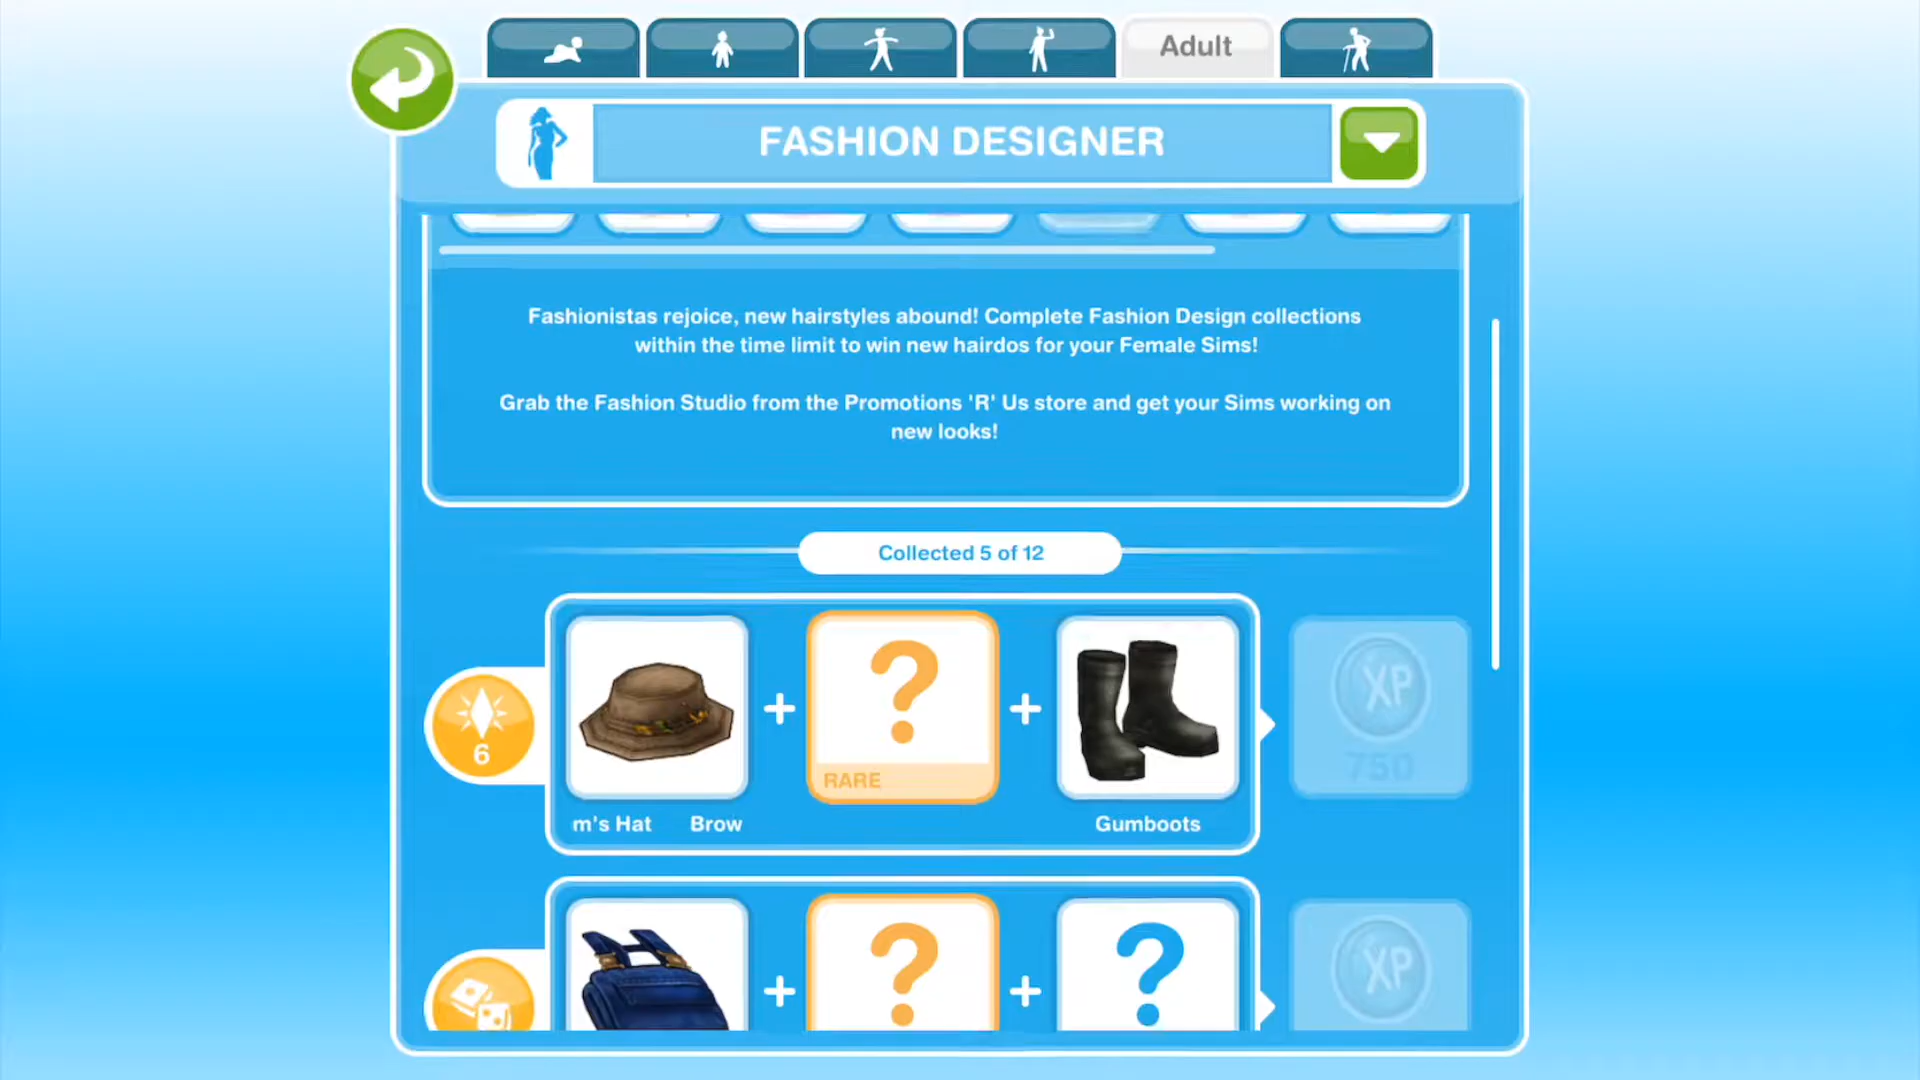 Adult
FASHION DESIGNER
Fashionistas rejoice, new hairstyles abound! Complete Fashion Design collections
within the time limit to win new hairdos for your Female Sims!
Grab the Fashion Studio from the Promotions 'R' Us store and get your Sims working on
new looks!
Collected 5 of 12
6
RARE
XP
750
m's Hat Brow
Gumboots
XP